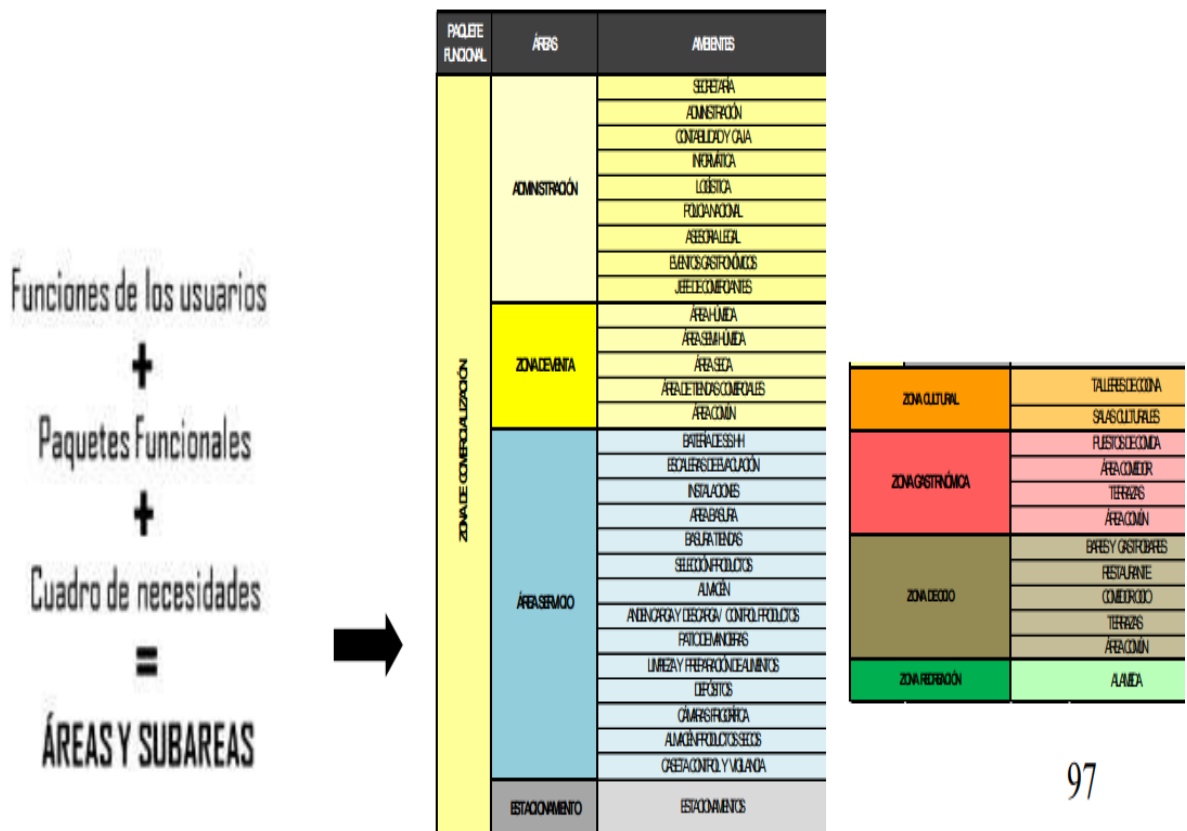 Funciones de los usuarios
+
Paquetes Funcionales
+
Cuadro de necesidades
=
ÁREAS Y SUBAREAS
PAQUETE FUNCIONAL
ÁREAS
AMBIENTES
ZONA DE COMERCIALIZACIÓN
ADMINISTRACIÓN
SECRETARÍA
ADMINISTRACIÓN
CONTABILIDAD Y CAJA
INFORMÁTICA
LOGÍSTICA
POLICIA NACIONAL
ASESORIA LEGAL
EVENTOS GASTRONÓMICOS
JEFE DE COMERCIANTES
ZONA DE VENTA
ÁREA HÚMEDA
ÁREA SEMI-HÚMEDA
ÁREA SECA
ÁREA DE TIENDAS COMERCIALES
ÁREA COMÚN
ÁREA SERVICIO
BATERÍA DE SS.HH
ESCALERAS DE EVACUACIÓN
INSTALACIONES
ÁREA BASURA
BASURA TIENDAS
SELECCIÓN PRODUCTOS
ALMACÉN
ANDEN CARGA Y DESCARGA Y CONTROL PRODUCTOS
PATIO DE MANIOBRAS
LIMPIEZA Y PREPARACIÓN DE ALIMENTOS
DEPÓSITOS
CÁMARAS FRIGORÍFICA
ALMACÉN PRODUCTOS SECOS
CASETA CONTROL Y VIGILANCIA
ESTACIONAMIENTO
ESTACIONAMIENTOS
ZONA CULTURAL
TALLERES DE COCINA
SALAS CULTURALES
ZONA GASTRNÓMICA
PUESTOS DE COMIDA
ÁREA COMEDOR
TERRAZAS
ÁREA COMÚN
ZONA DE OCIO
BARES Y GASTROBARES
RESTAURANTE
COMEDOR OCIO
TERRAZAS
ÁREA COMÚN
ZONA RECREACIÓN
ALAMEDA
97